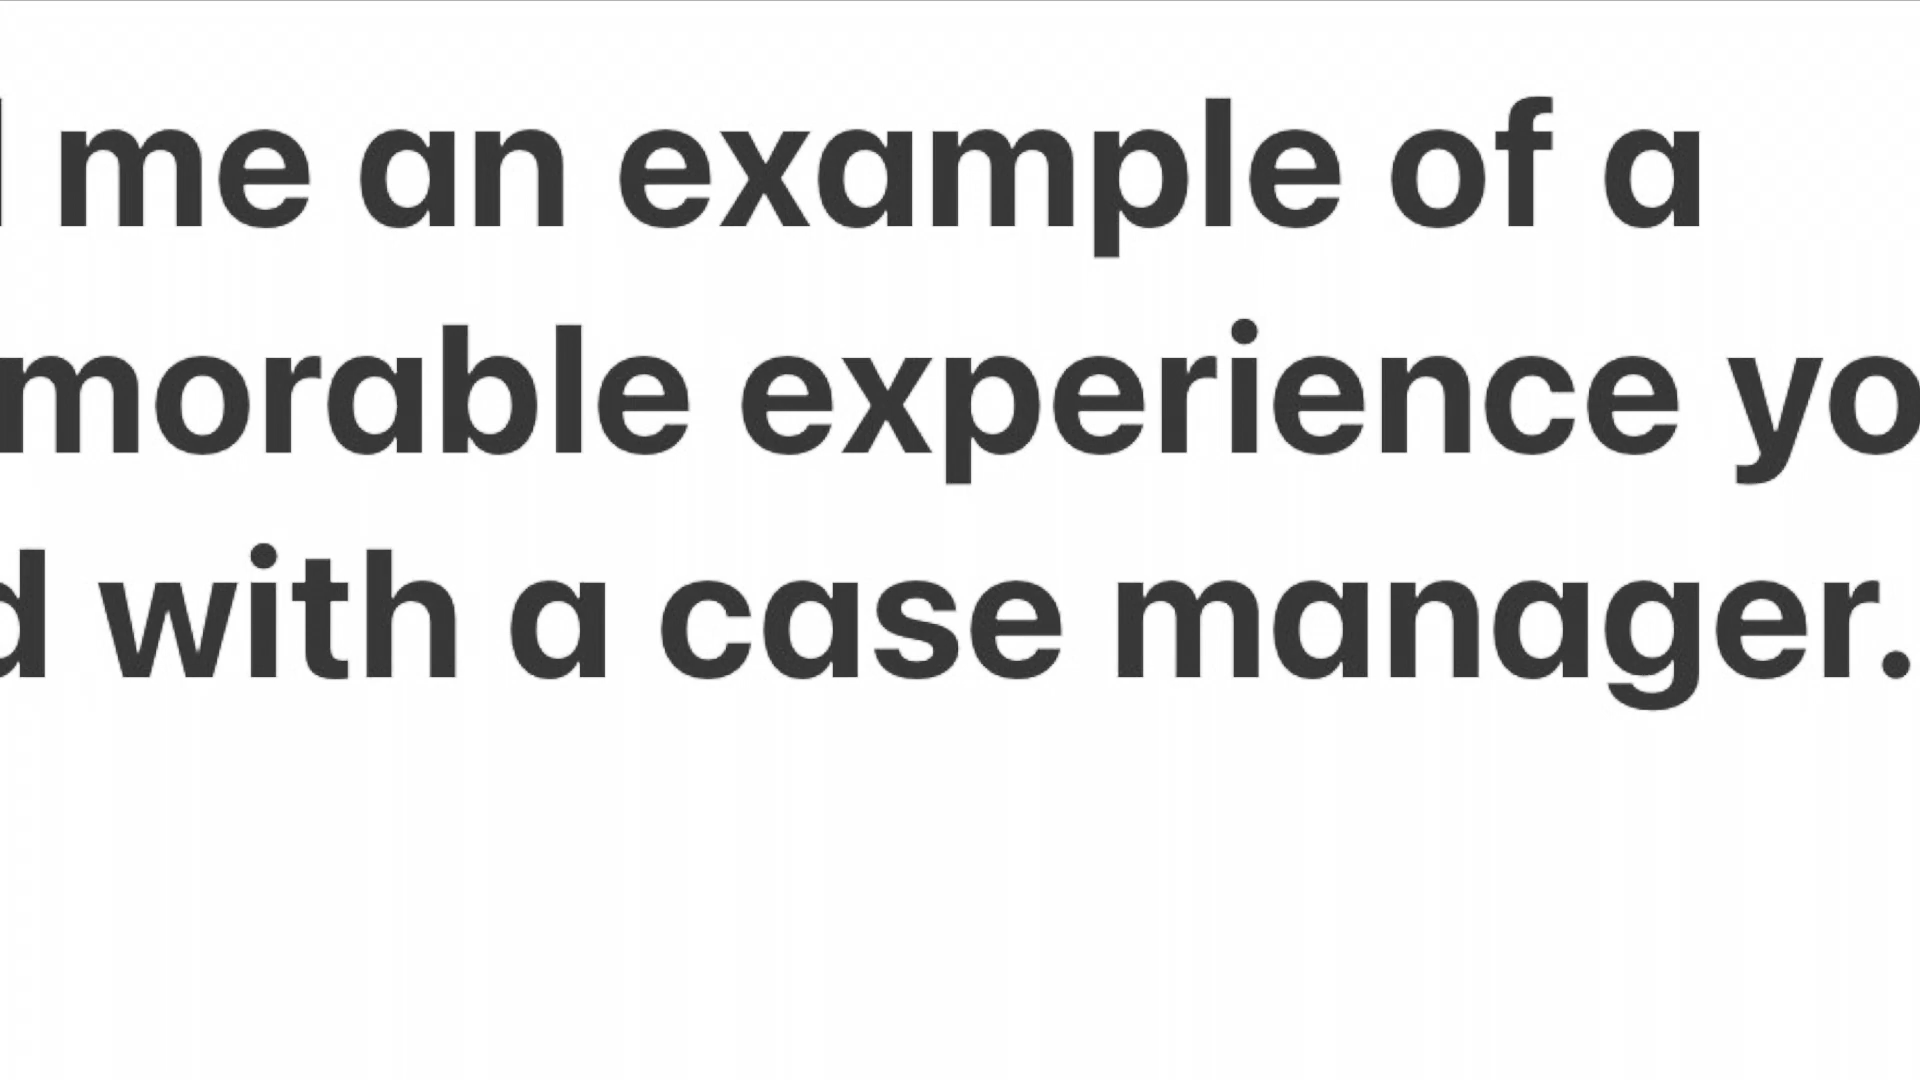 me an example of a
morable experience yo
d with a case manager.